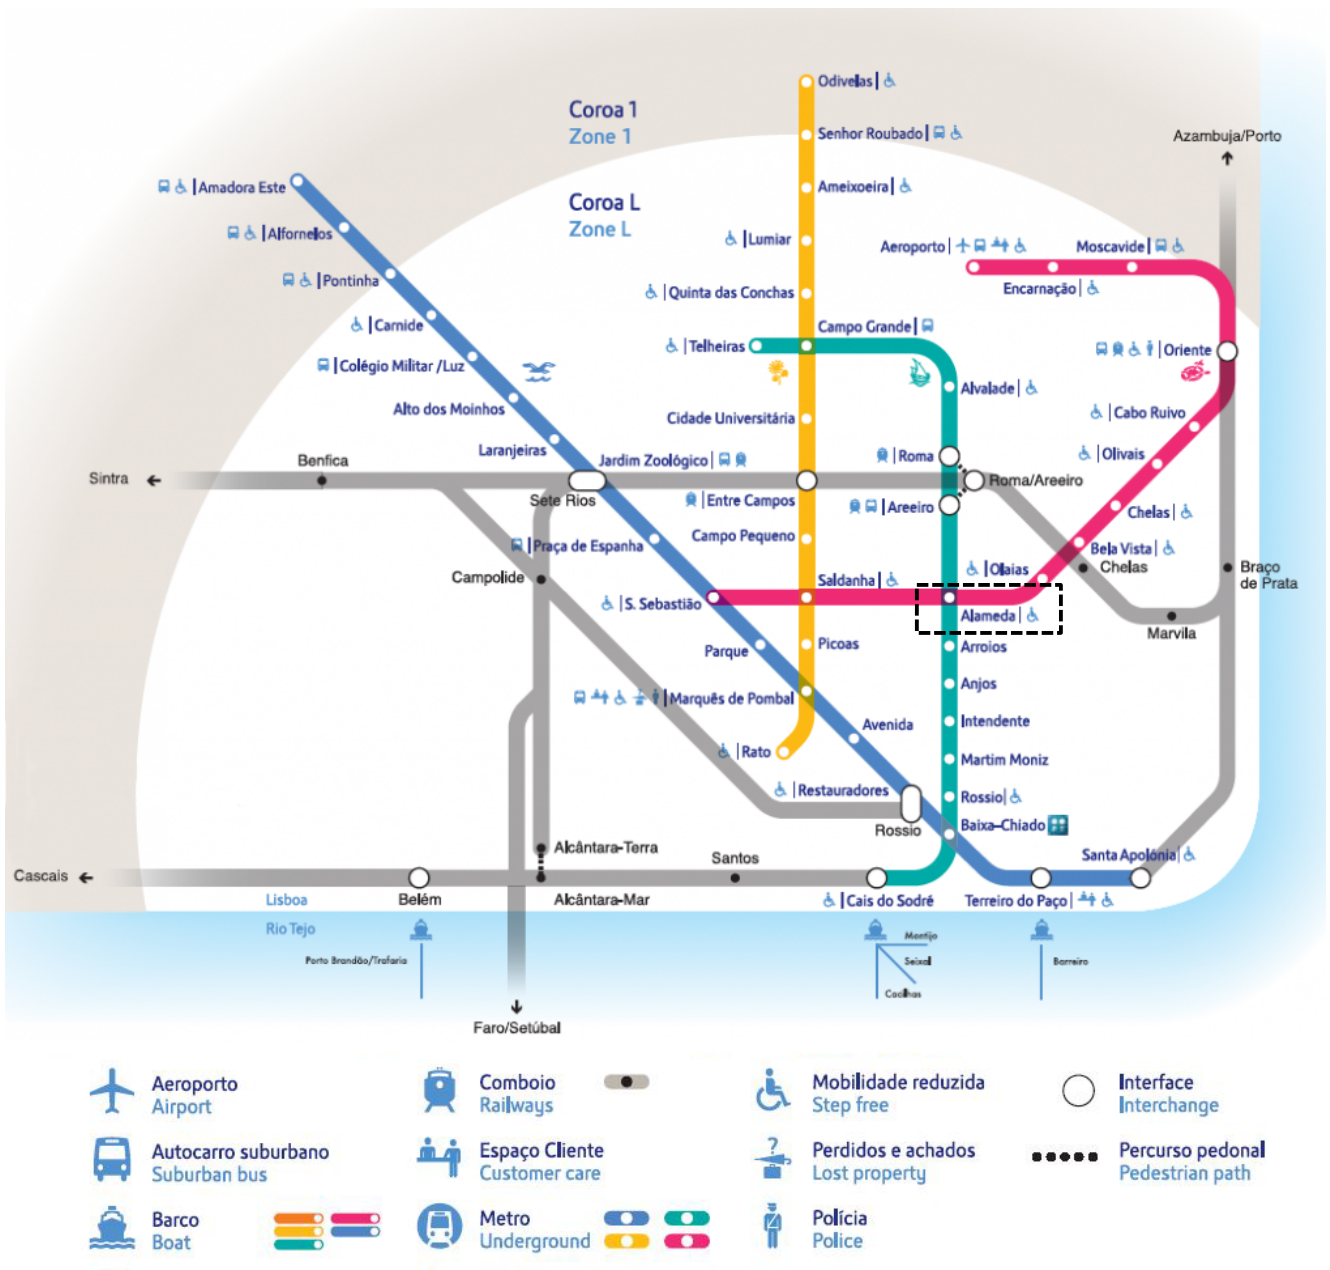 Odivelas
Coroa 1
Zone 1
Senhor Roubado
Azambuja/Porto
Amadora Este
Ameixoeira
Coroa L
Zone L
Alfornelos
Lumiar
Aeroporto
Moscavide
Pontinha
Quinta das Conchas
Encarnação
Carnide
Campo Grande
Telheiras
Oriente
Colégio Militar /Luz
Alvalade
Alto dos Moinhos
Cidade Universitária
Cabo Ruivo
Laranjeiras
Benfica
Jardim Zoológico
Roma
Olivais
Sintra
Roma/Areeiro
Sete Rios
Entre Campos
Areeiro
Chelas
Praça de Espanha
Campo Pequeno
Bela Vista
Campolide
Saldanha
Olaias
Chelas
Braço
de Prata
S. Sebastião
Alameda
Marvila
Parque
Picoas
Arroios
Anjos
Marquês de Pombal
Avenida
Intendente
Rato
Martim Moniz
Restauradores
Rossio
Rossio
Baixa-Chiado
Alcântara-Terra
Santos
Santa Apolónia
Cascais
Lisboa
Belém
Alcântara-Mar
Cais do Sodré
Terreiro do Paço
Rio Tejo
Porto Brandão/Trafaria
Montijo
Seixal
Cacilhas
Barreiro
Faro/Setúbal
Aeroporto
Airport
Comboio
Railways
Mobilidade reduzida
Step free
Interface
Interchange
Autocarro suburbano
Suburban bus
Espaço Cliente
Customer care
Perdidos e achados
Lost property
Percurso pedonal
Pedestrian path
Barco
Boat
Metro
Underground
Polícia
Police